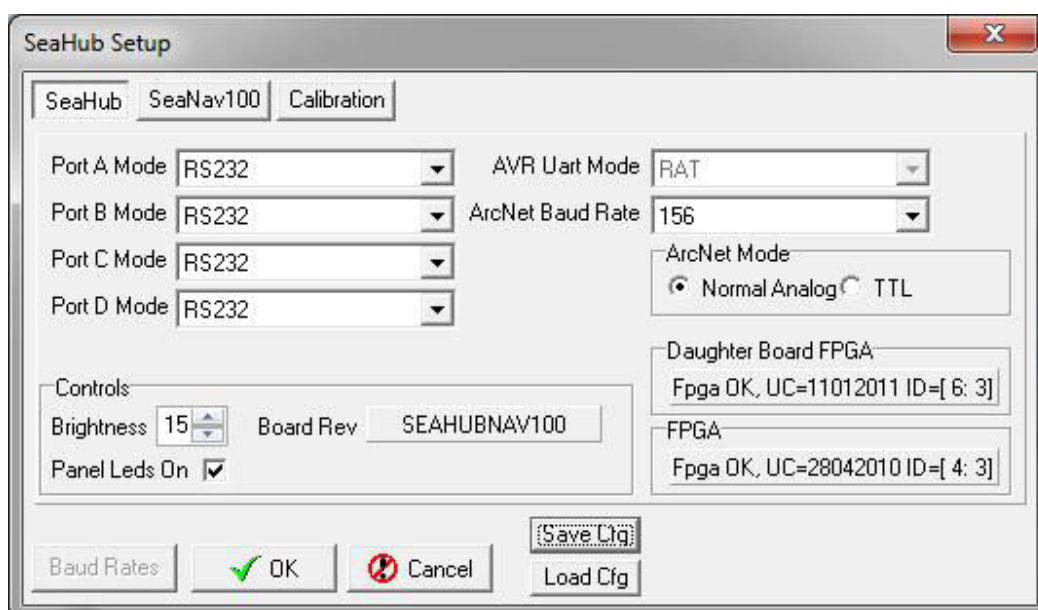 SeaHub Setup
SeaHub SeaNav100 Calibration
Port A Mode RS232 AVR Uart Mode RAT
Port B Mode RS232 ArcNet Baud Rate 156
Port C Mode RS232
ArcNet Mode
Normal Analog TTL
Port D Mode RS232
Daughter Board FPGA
Fpga OK, UC=11012011 ID=[ 6: 3]
Controls
Brightness 15 Board Rev SEAHUBNAV100
Panel Leds On
FPGA
Fpga OK, UC=28042010 ID=[ 4: 3]
Baud Rates OK Cancel
Save Cfg
Load Cfg